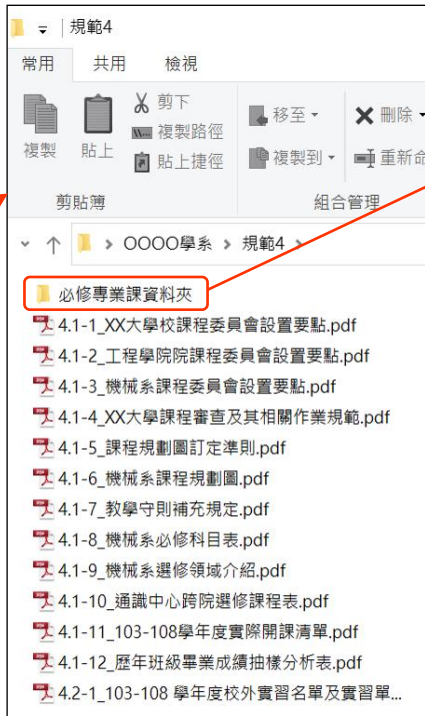 規範4
常用 共用 檢視
複製 貼上 剪下 複製路徑 貼上捷徑 移至 複製到 刪除 重新命
剪貼簿 組合管理
OOOO學系 規範4
必修專業課資料夾
4.1-1_XX大學校課程委員會設置要點.pdf
4.1-2_工程學院院課程委員會設置要點.pdf
4.1-3_機械系課程委員會設置要點.pdf
4.1-4_XX大學課程審查及其相關作業規範.pdf
4.1-5_課程規劃圖訂定準則.pdf
4.1-6_機械系課程規劃圖.pdf
4.1-7_教學守則補充規定.pdf
4.1-8_機械系必修科目表.pdf
4.1-9_機械系選修領域介紹.pdf
4.1-10_通識中心跨院選修課程表.pdf
4.1-11_103-108學年度實際開課清單.pdf
4.1-12_歷年班級畢業成績抽樣分析表.pdf
4.2-1_103-108 學年度校外實習名單及實習單...